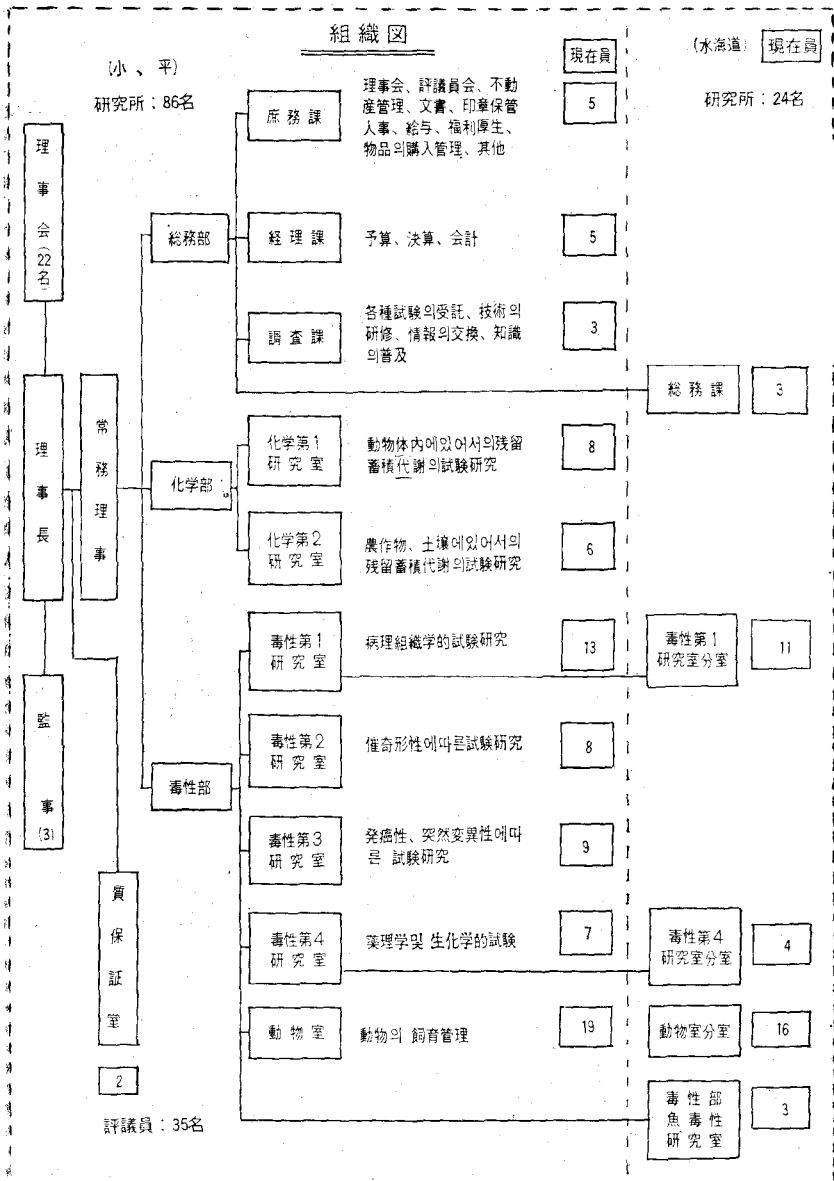 組織図
(小、平)
研究所：86名
現在員
(水海道)
現在員
研究所：24名
理事会(22名)
理事長
常務理事
監事(3)
質保証室
2
評議員：35名
総務部
庶務課
理事会、評議員会、不動
産管理、文書、印章保管
人事、給与、福利厚生、
物品의購入管理、其他
5
経理課
予算、決算、会計
5
調査課
各種試験의受託、技術의
研修、情報의交換、知識
의普及
3
総務課
3
化学部
化学第1
研究室
動物体内에있어서의残留
蓄積代謝의試験研究
8
化学第2
研究室
農作物、土壌에있어서의
残留蓄積代謝의試験研究
6
毒性部
毒性第1
研究室
病理組織学的試験研究
13
毒性第1
研究室分室
11
毒性第2
研究室
催奇形性에따른試験研究
8
毒性第3
研究室
発癌性、突然変異性에따
른 試験研究
9
毒性第4
研究室
薬理学및 生化学的試験
7
毒性第4
研究室分室
4
動物室
動物의 飼育管理
19
動物室分室
16
毒性部
魚毒性
研究室
3